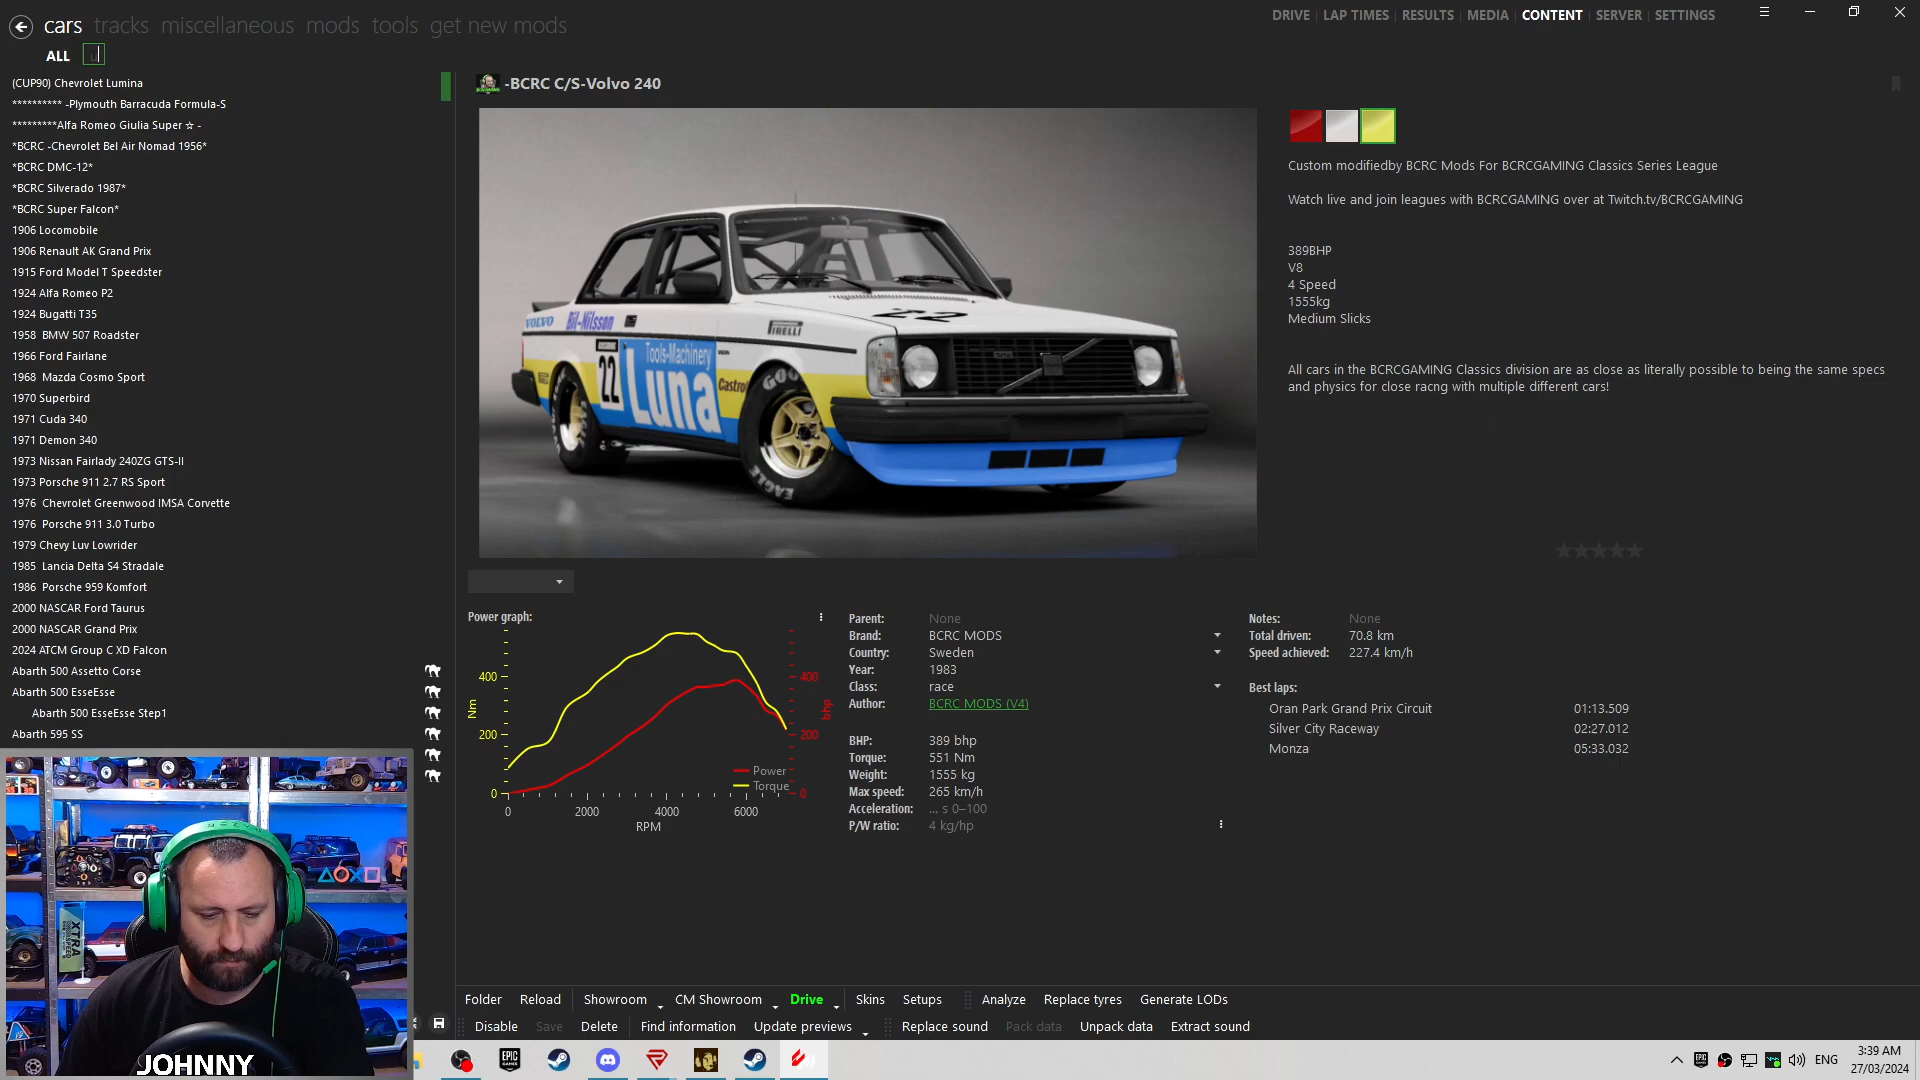 cars tracks miscellaneous mods tools get new mods
DRIVE LAP TIMES RESULTS MEDIA CONTENT SERVER SETTINGS
ALL u
(CUP90) Chevrolet Lumina
********** -Plymouth Barracuda Formula-S
*********Alfa Romeo Giulia Super ☆ -
*BCRC -Chevrolet Bel Air Nomad 1956*
*BCRC DMC-12*
*BCRC Silverado 1987*
*BCRC Super Falcon*
1906 Locomobile
1906 Renault AK Grand Prix
1915 Ford Model T Speedster
1924 Alfa Romeo P2
1924 Bugatti T35
1958  BMW 507 Roadster
1966 Ford Fairlane
1968  Mazda Cosmo Sport
1970 Superbird
1971 Cuda 340
1971 Demon 340
1973 Nissan Fairlady 240ZG GTS-II
1973 Porsche 911 2.7 RS Sport
1976  Chevrolet Greenwood IMSA Corvette
1976  Porsche 911 3.0 Turbo
1979 Chevy Luv Lowrider
1985  Lancia Delta S4 Stradale
1986  Porsche 959 Komfort
2000 NASCAR Ford Taurus
2000 NASCAR Grand Prix
2024 ATCM Group C XD Falcon
Abarth 500 Assetto Corse
Abarth 500 EsseEsse
Abarth 500 EsseEsse Step1
Abarth 595 SS
-BCRC C/S-Volvo 240
VOLVO Bil-Nilsson
PIRELLI
22
22
Tools-Machinery
Luna
Castrol
EAGLE
Custom modifiedby BCRC Mods For BCRCGAMING Classics Series League
Watch live and join leagues with BCRCGAMING over at Twitch.tv/BCRCGAMING
389BHP
V8
4 Speed
1555kg
Medium Slicks
All cars in the BCRCGAMING Classics division are as close as literally possible to being the same specs
and physics for close racng with multiple different cars!
Power graph:
400
200
0
Nm
400
200
0
bhp
Power
Torque
0 2000 4000 6000
RPM
Parent: None
Brand: BCRC MODS
Country: Sweden
Year: 1983
Class: race
Author: BCRC MODS (V4)
BHP: 389 bhp
Torque: 551 Nm
Weight: 1555 kg
Max speed: 265 km/h
Acceleration: ... s 0–100
P/W ratio: 4 kg/hp
Notes: None
Total driven: 70.8 km
Speed achieved: 227.4 km/h
Best laps:
Oran Park Grand Prix Circuit 01:13.509
Silver City Raceway 02:27.012
Monza 05:33.032
XTRA
SPEED
JOHNNY
Folder Reload Showroom CM Showroom Drive Skins Setups Analyze Replace tyres Generate LODs
Disable Save Delete Find information Update previews Replace sound Pack data Unpack data Extract sound
EPIC
GAMES
ENG
3:39 AM
27/03/2024